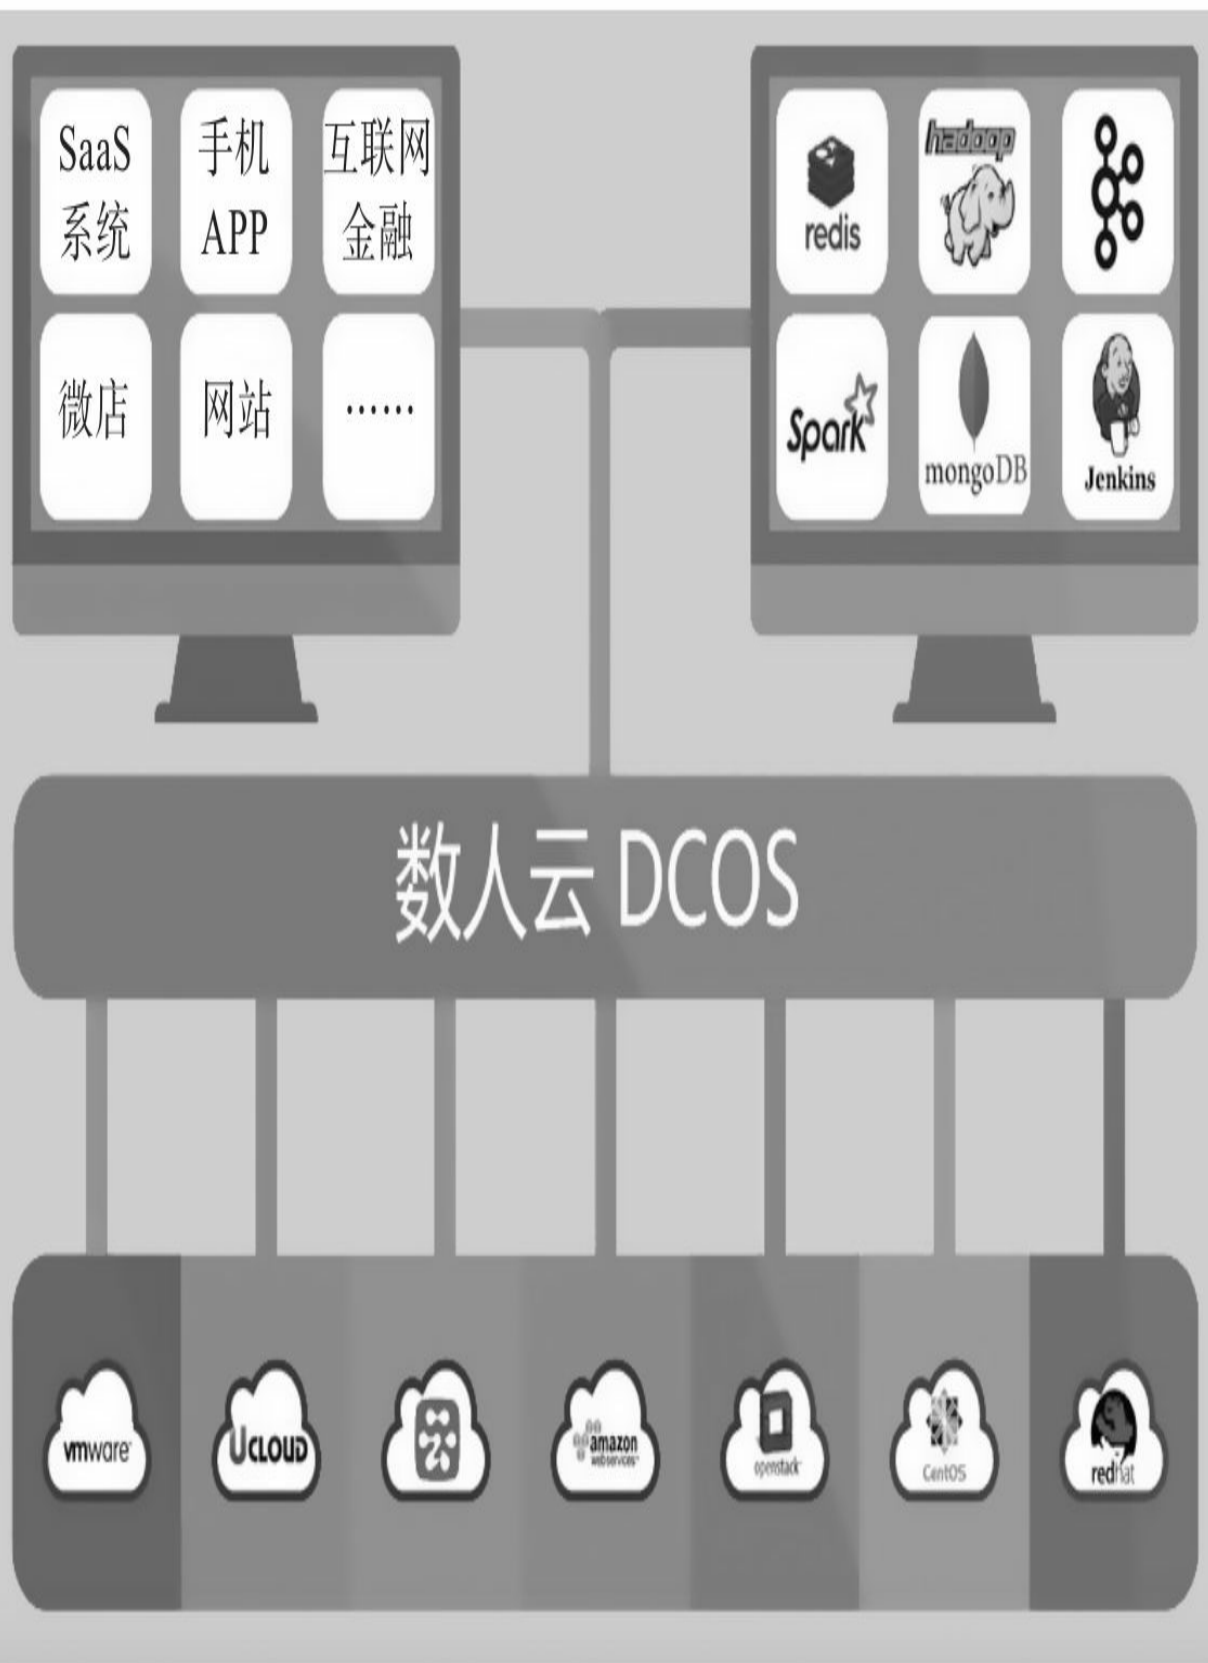 SaaS
系统
手机
APP
互联网
金融
微店
网站
……
redis
hadoop
Spark
mongoDB
Jenkins
数人云 DCOS
vmware
UCLOUD
amazon
webservices™
openstack
CentOS
redhat